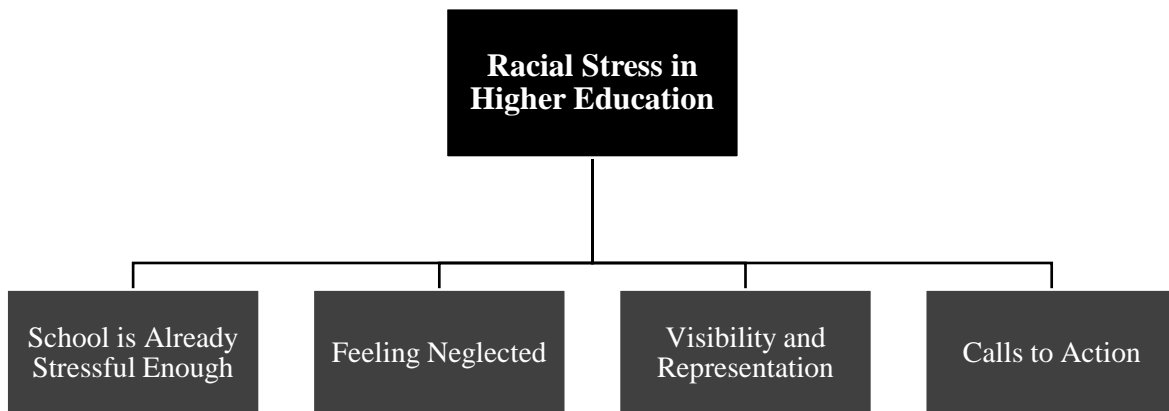 Racial Stress in
Higher Education
School is Already
Stressful Enough
Feeling Neglected
Visibility and
Representation
Calls to Action